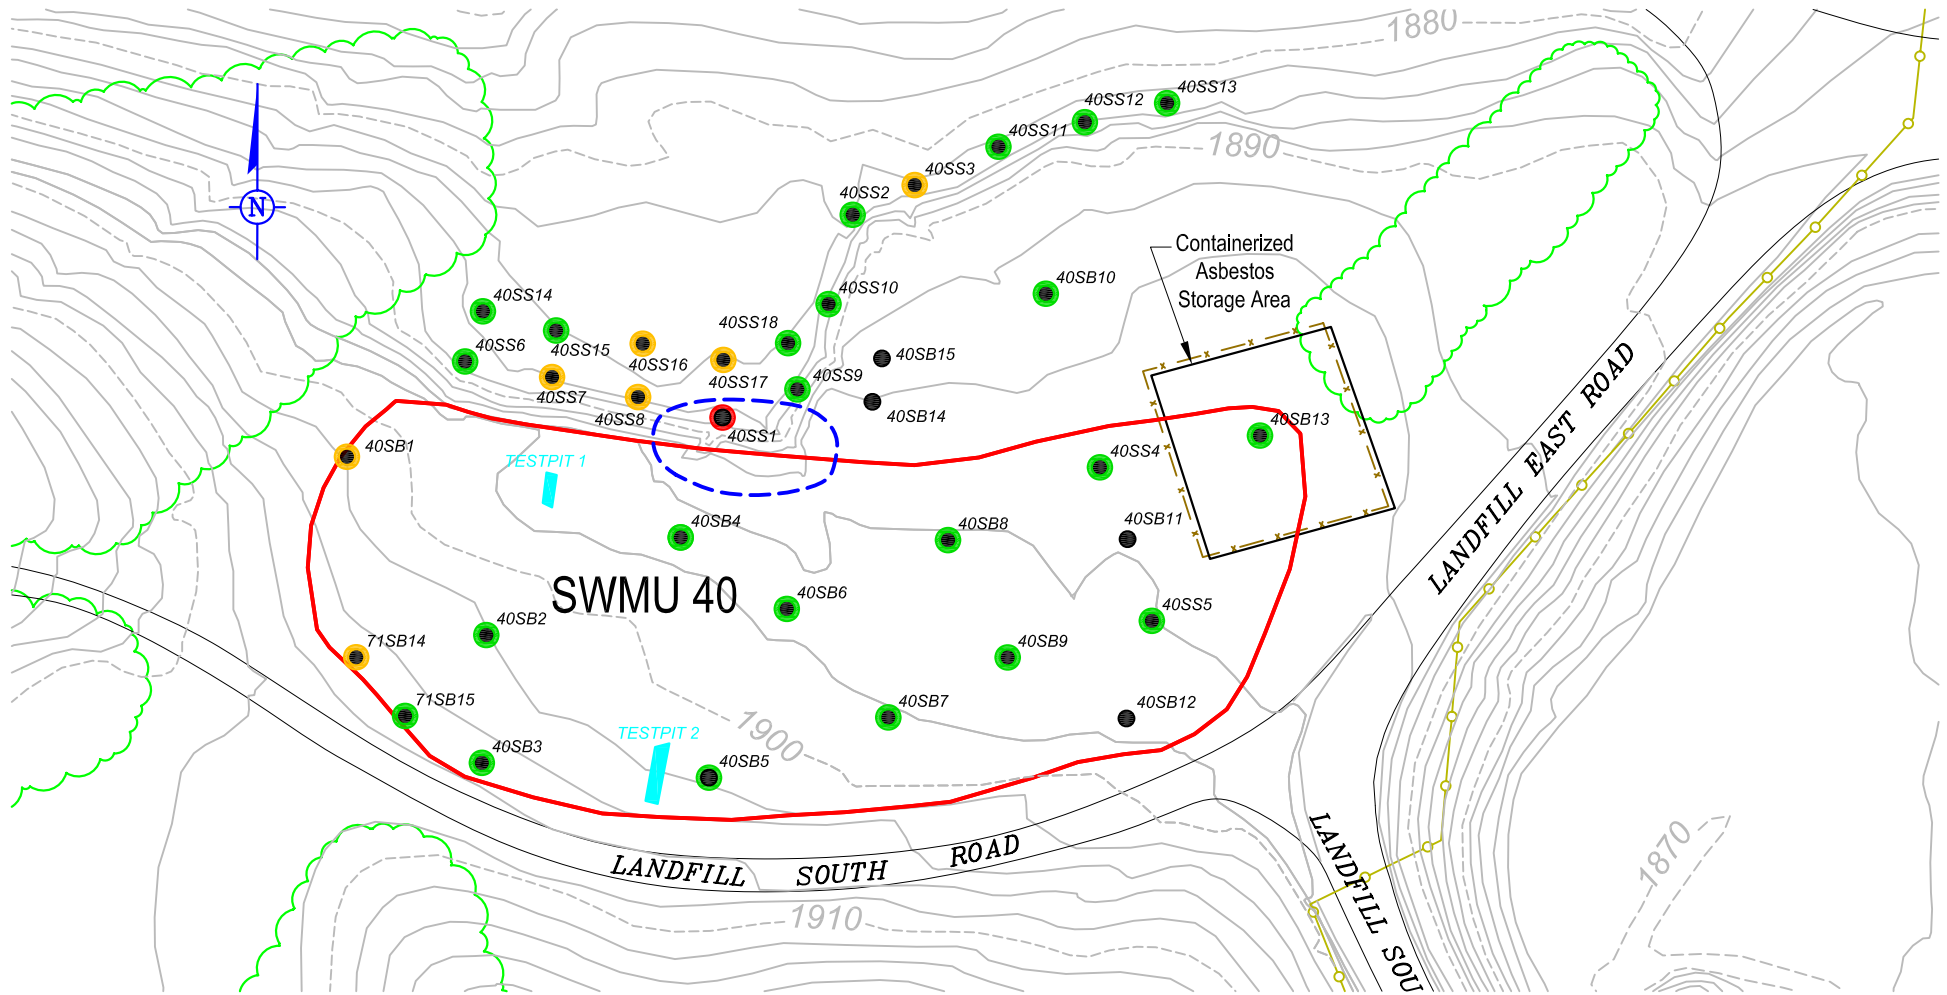 1880
40SS13
40SS12
40SS11
1890
40SS3
40SS2
N
Containerized
Asbestos
Storage Area
40SB10
40SS14
40SS10
40SS18
40SS6
40SS15
40SS16
40SB15
40SS17
40SS9
40SS7
40SS8
40SB14
40SS1
40SB13
40SB1
TESTPIT 1
40SS4
LANDFILL EAST ROAD
40SB4
40SB8
40SB11
SWMU 40
40SB6
40SS5
40SB2
71SB14
40SB9
71SB15
40SB7
40SB12
1900
TESTPIT 2
40SB3
40SB5
LANDFILL SOUTH ROAD
1870
LANDFILL SOU
1910